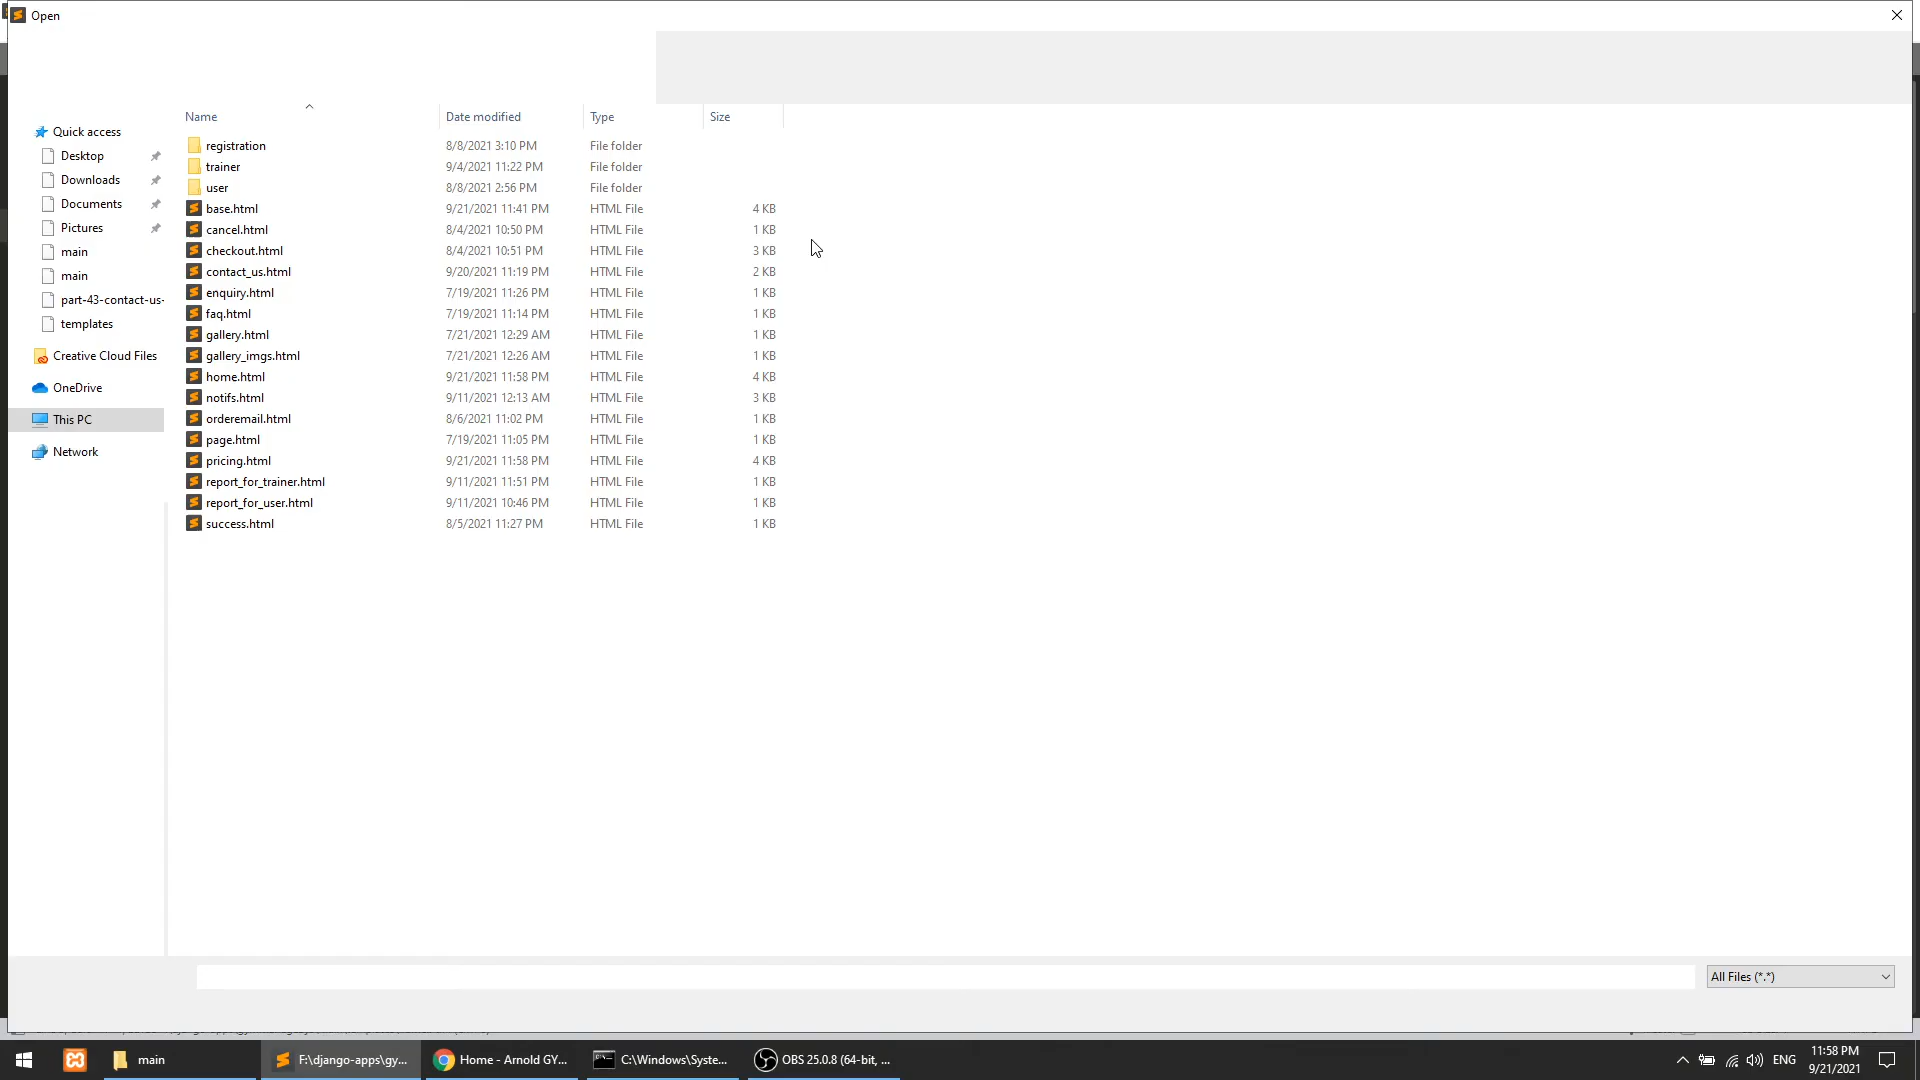 Open
Name Date modified Type Size
Quick access
Desktop
Downloads
Documents
Pictures
main
main
part-43-contact-us-
templates
Creative Cloud Files
OneDrive
This PC
Network
registration 8/8/2021 3:10 PM File folder
trainer 9/4/2021 11:22 PM File folder
user 8/8/2021 2:56 PM File folder
base.html 9/21/2021 11:41 PM HTML File 4 KB
cancel.html 8/4/2021 10:50 PM HTML File 1 KB
checkout.html 8/4/2021 10:51 PM HTML File 3 KB
contact_us.html 9/20/2021 11:19 PM HTML File 2 KB
enquiry.html 7/19/2021 11:26 PM HTML File 1 KB
faq.html 7/19/2021 11:14 PM HTML File 1 KB
gallery.html 7/21/2021 12:29 AM HTML File 1 KB
gallery_imgs.html 7/21/2021 12:26 AM HTML File 1 KB
home.html 9/21/2021 11:58 PM HTML File 4 KB
notifs.html 9/11/2021 12:13 AM HTML File 3 KB
orderemail.html 8/6/2021 11:02 PM HTML File 1 KB
page.html 7/19/2021 11:05 PM HTML File 1 KB
pricing.html 9/21/2021 11:58 PM HTML File 4 KB
report_for_trainer.html 9/11/2021 11:51 PM HTML File 1 KB
report_for_user.html 9/11/2021 10:46 PM HTML File 1 KB
success.html 8/5/2021 11:27 PM HTML File 1 KB
All Files (*.*)
main F:\django-apps\gy... Home - Arnold GY... C:\Windows\Syste... OBS 25.0.8 (64-bit, ... ENG 11:58 PM
9/21/2021